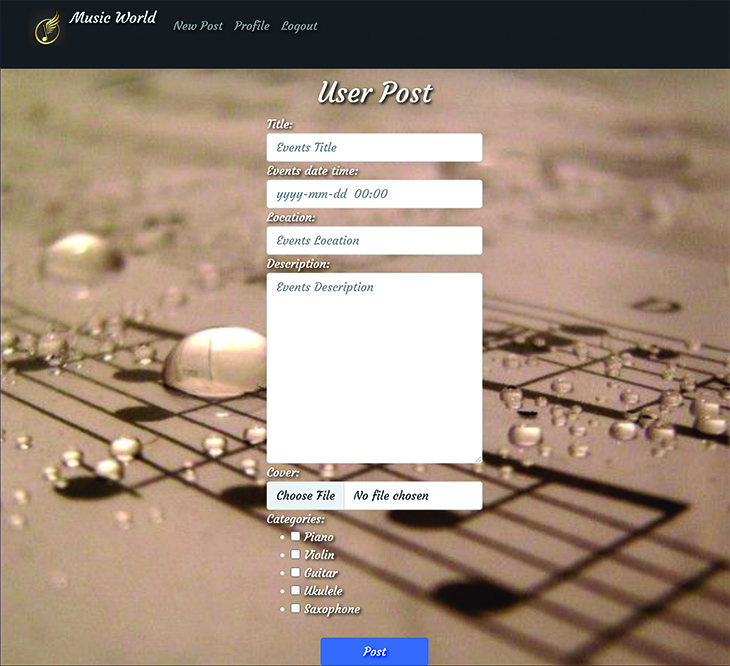 Music World
New Post Profile Logout
User Post
Title:
Events Title
Events date time:
yyyy-mm-dd 00:00
Location:
Events Location
Description:
Events Description
Cover:
Choose File No file chosen
Categories:
Piano
Violin
Guitar
Ukulele
Saxophone
Post